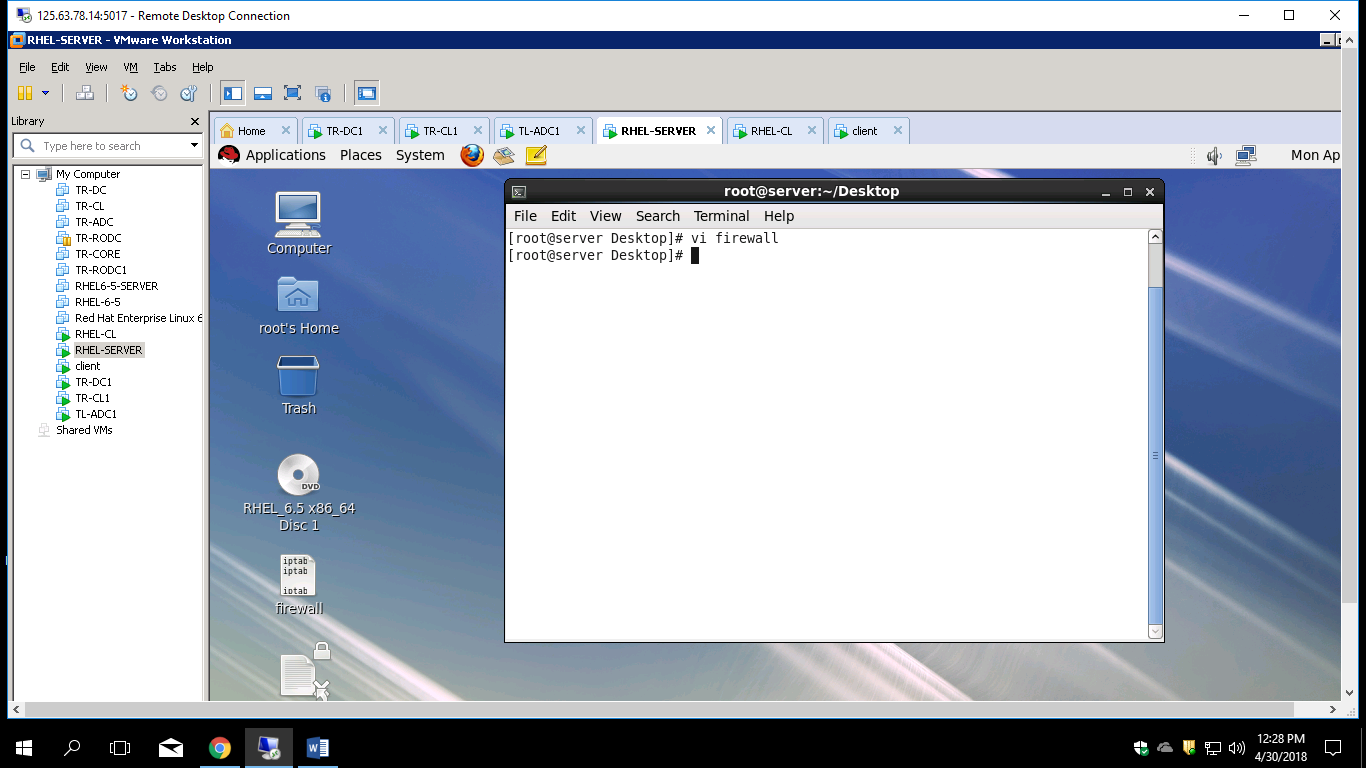 125.63.78.14:5017 - Remote Desktop Connection
RHEL-SERVER - VMware Workstation
File Edit View VM Tabs Help
Library
Type here to search
My Computer
TR-DC
TR-CL
TR-ADC
TR-RODC
TR-CORE
TR-RODC1
RHEL6-5-SERVER
RHEL-6-5
Red Hat Enterprise Linux 6
RHEL-CL
RHEL-SERVER
client
TR-DC1
TR-CL1
TL-ADC1
Shared VMs
Home TR-DC1 TR-CL1 TL-ADC1 RHEL-SERVER RHEL-CL client
Applications Places System Mon Ap
Computer
root's Home
Trash
DVD
RHEL_6.5 x86_64
Disc 1
iptab
iptab
iptab
firewall
root@server:~/Desktop
File Edit View Search Terminal Help
[root@server Desktop]# vi firewall
[root@server Desktop]#
12:28 PM
4/30/2018